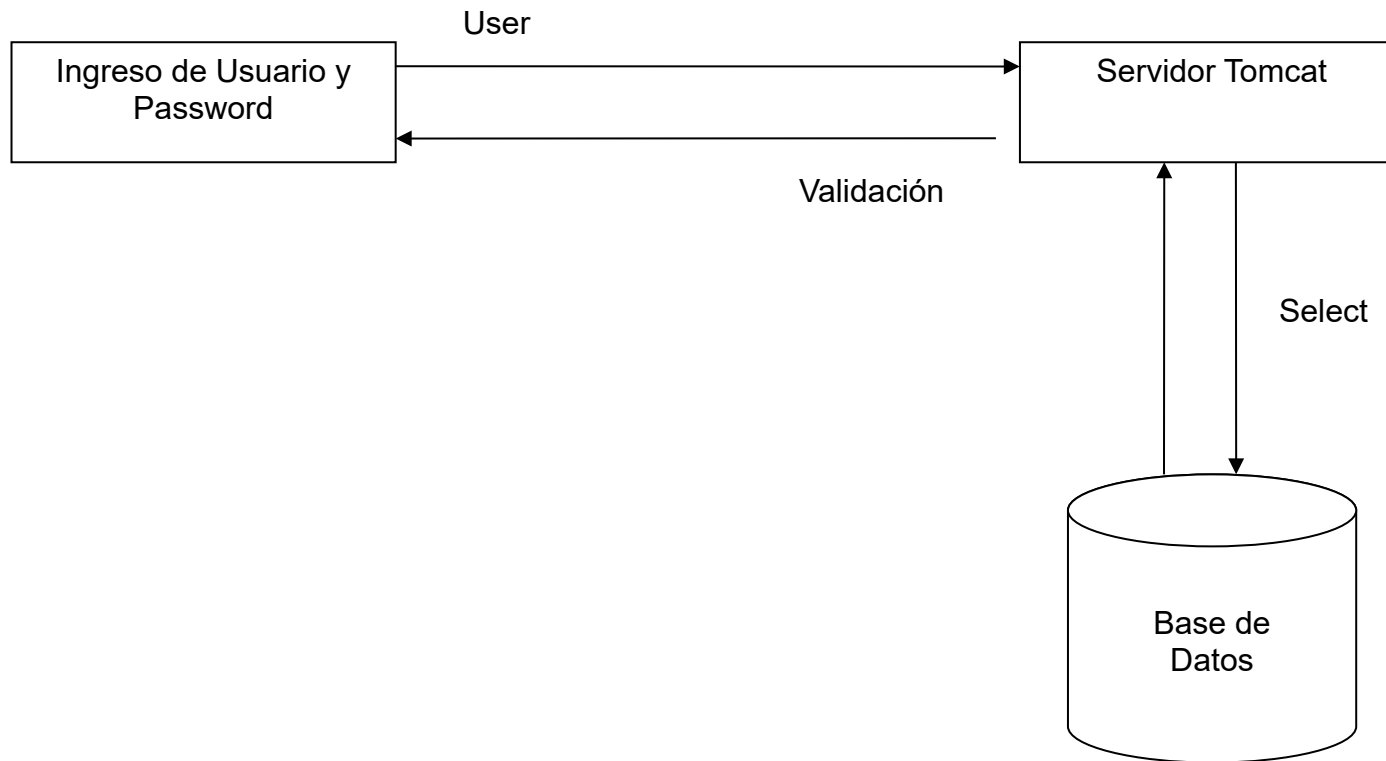 User
Ingreso de Usuario y
Password
Servidor Tomcat
Validación
Select
Base de
Datos